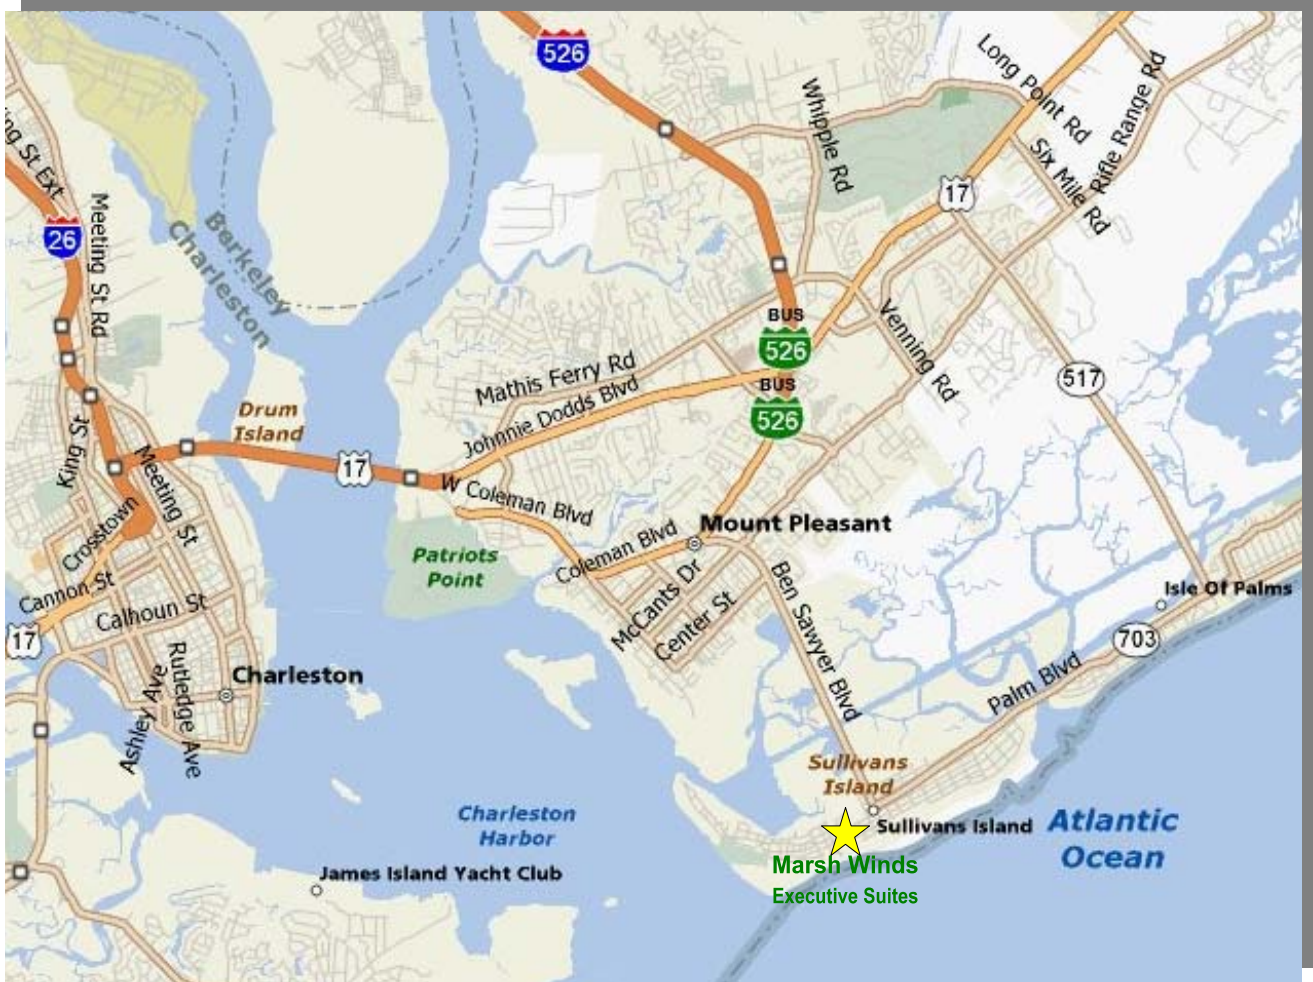 526
Long Point Rd
Rifle Range Rd
Whipple Rd
Six Mile Rd
17
ng St Ext
Meeting St Rd
26
Berkeley
Charleston
BUS
526
BUS
526
Venning Rd
517
Mathis Ferry Rd
Johnnie Dodds Blvd
Drum
Island
17
King St
Meeting St
W Coleman Blvd
Crosstown
Mount Pleasant
Coleman Blvd
Patriots
Point
Cannon St
Calhoun St
17
McCants Dr
Center St
Ben Sawyer Blvd
Isle Of Palms
703
Palm Blvd
Rutledge Ave
Ashley Ave
Charleston
Sullivans
Island
Charleston
Harbor
Sullivans Island
Atlantic
Ocean
Marsh Winds
Executive Suites
James Island Yacht Club